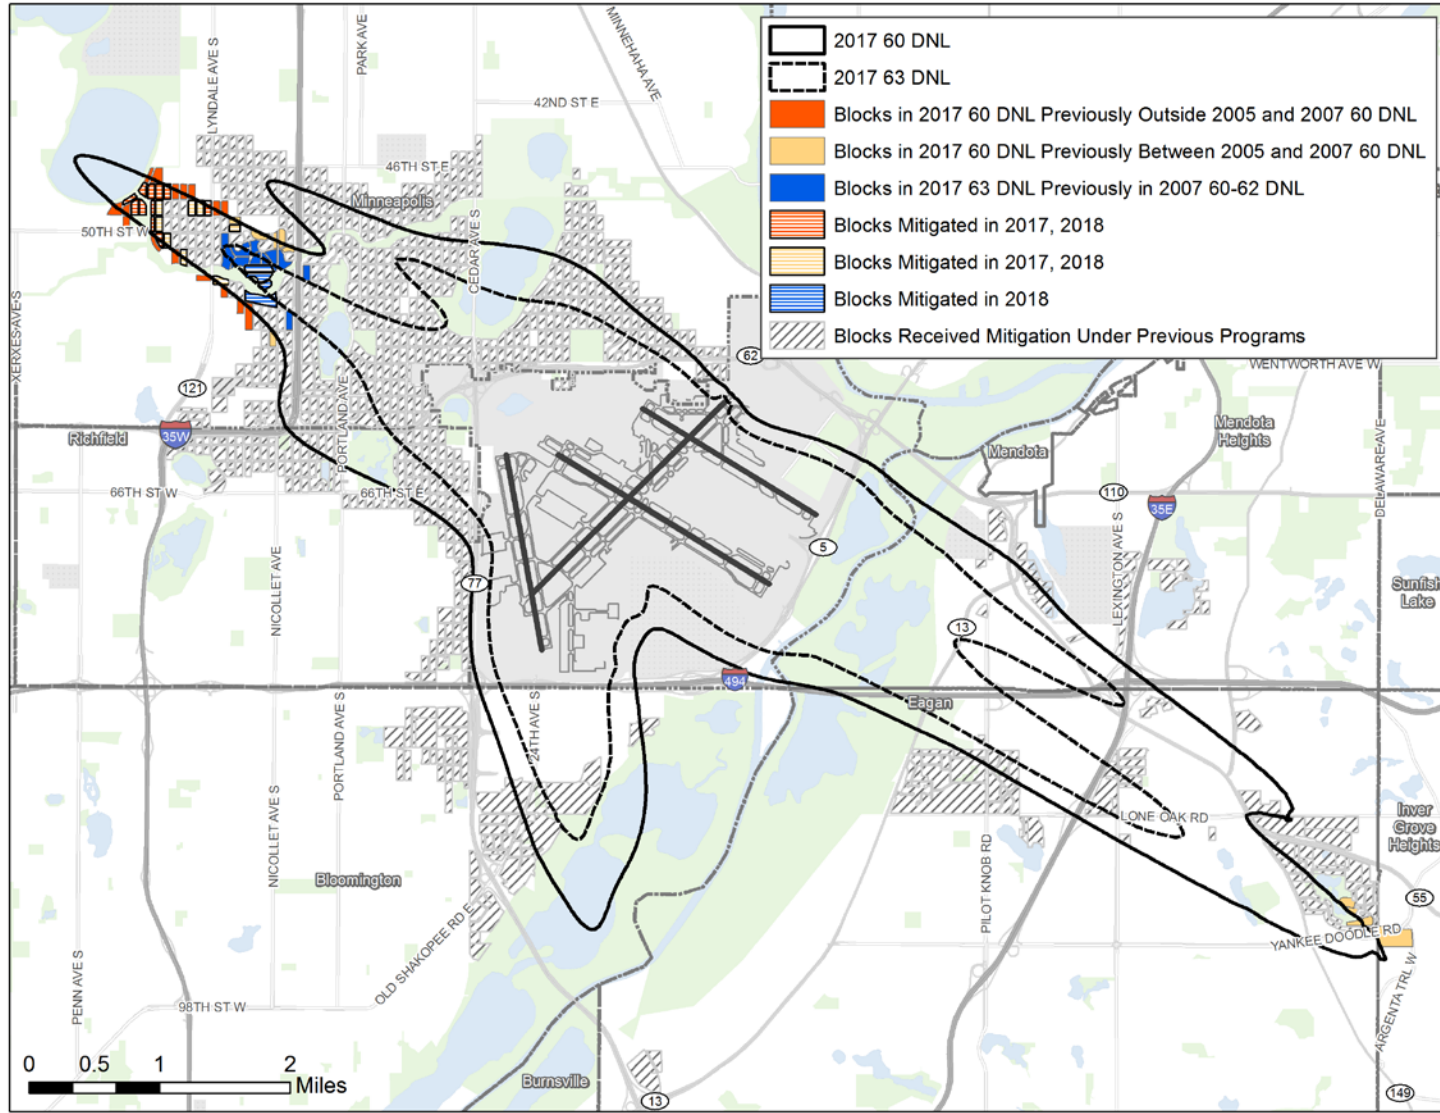 2017 60 DNL
2017 63 DNL
Blocks in 2017 60 DNL Previously Outside 2005 and 2007 60 DNL
Blocks in 2017 60 DNL Previously Between 2005 and 2007 60 DNL
Blocks in 2017 63 DNL Previously in 2007 60-62 DNL
Blocks Mitigated in 2017, 2018
Blocks Mitigated in 2017, 2018
Blocks Mitigated in 2018
Blocks Received Mitigation Under Previous Programs
LYNDALE AVE S
PARK AVE
MINNEHAHA AVE
42ND ST E
46TH ST E
Minneapolis
50TH ST W
CEDAR AVE S
XERXES AVE S
62
121
WENTWORTH AVE W
PORTLAND AVE
Richfield
35W
Mendota
Mendota
Heights
DELAWARE AVE
66TH ST W
66TH ST E
110
35E
5
LEXINGTON AVE S
NICOLLET AVE
77
Sunfish
Lake
13
494
Eagan
24TH AVE S
PORTLAND AVE S
NICOLLET AVE S
LONE OAK RD
Inver
Grove
Heights
PILOT KNOB RD
Bloomington
55
YANKEE DOODLE RD
OLD SHAKOPEE RD E
PENN AVE S
98TH ST W
ARGENTA TRL W
0 0.5 1 2
Miles
Burnsville
13
149